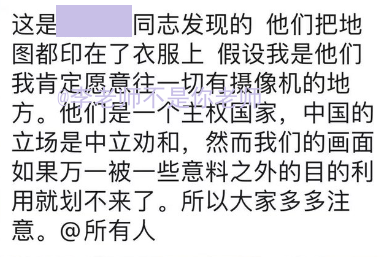 这是 同志发现的 他们把地
图都印在了衣服上 假设我是他们
我肯定愿意往一切有摄像机的地
方。他们是一个主权国家，中国的
立场是中立劝和，然而我们的画面
如果万一被一些意料之外的目的利
用就划不来了。所以大家多多注
意。@所有人
@李老师不是你老师